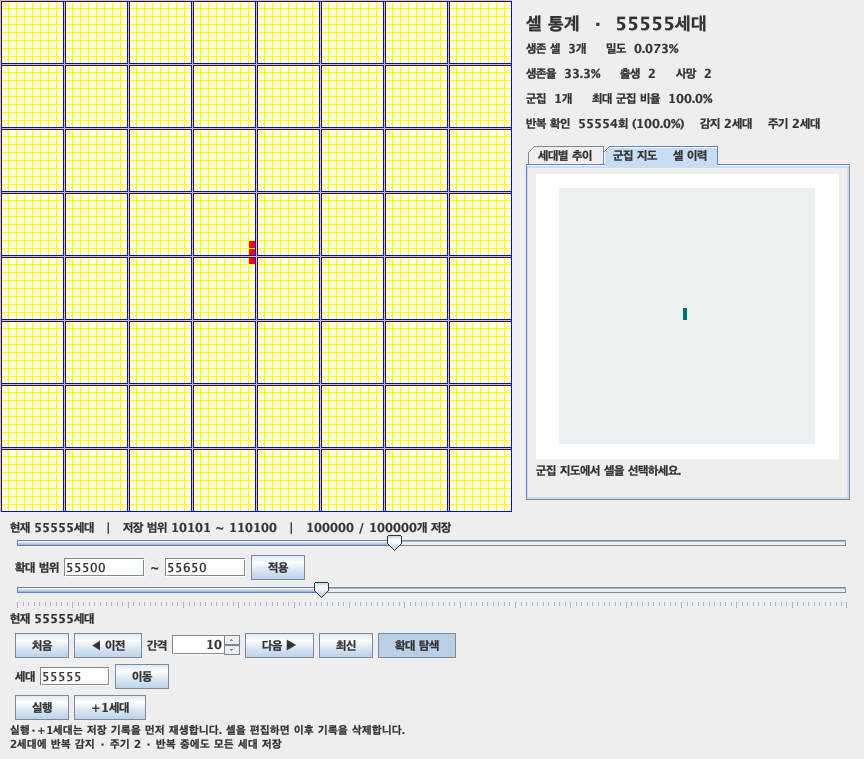 셀 통계 · 55555세대
생존 셀 3개 밀도 0.073%
생존율 33.3% 출생 2 사망 2
군집 1개 최대 군집 비율 100.0%
반복 확인 55554회 (100.0%) 감지 2세대 주기 2세대
세대별 추이 군집 지도 셀 이력
군집 지도에서 셀을 선택하세요.
현재 55555세대 | 저장 범위 10101 ~ 110100 | 100000 / 100000개 저장
확대 범위 55500 ~ 55650 적용
현재 55555세대
처음 ◀ 이전 간격 10 다음 ▶ 최신 확대 탐색
세대 55555 이동
실행 +1세대
실행·+1세대는 저장 기록을 먼저 재생합니다. 셀을 편집하면 이후 기록을 삭제합니다.
2세대에 반복 감지 · 주기 2 · 반복 중에도 모든 세대 저장